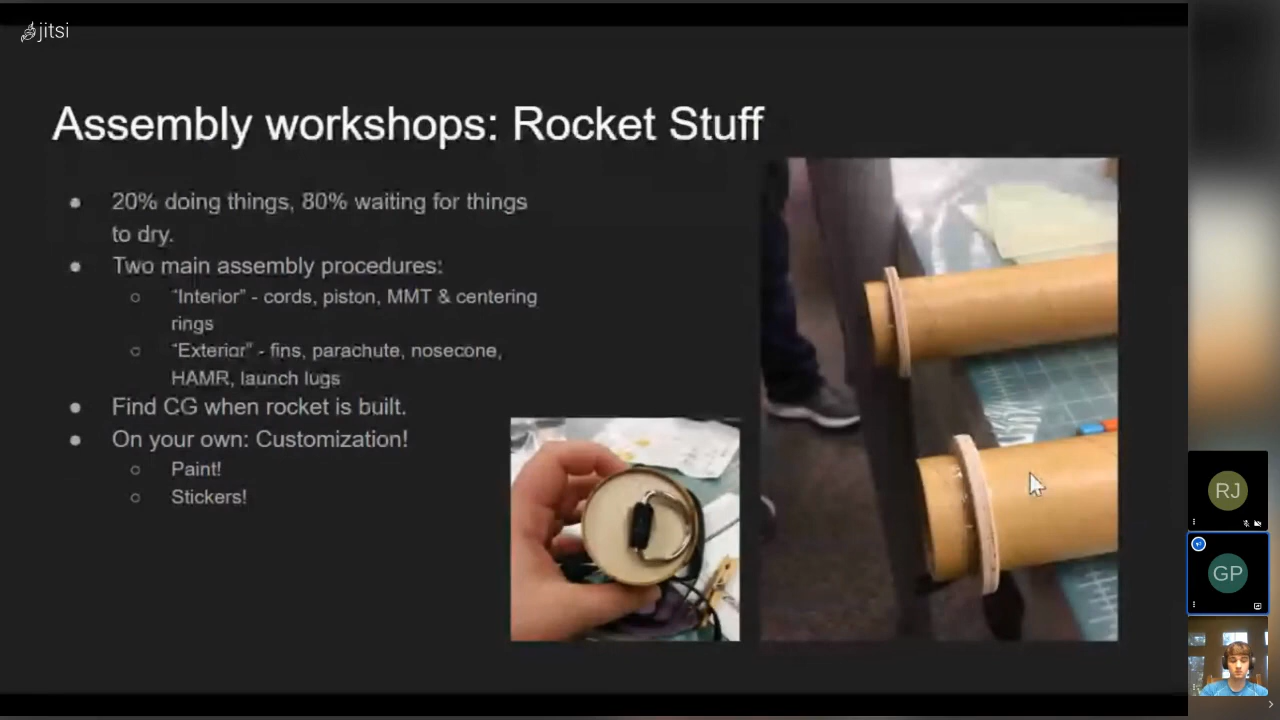 jitsi
Assembly workshops: Rocket Stuff
● 20% doing things, 80% waiting for things
to dry.
● Two main assembly procedures:
○ “Interior” - cords, piston, MMT & centering
rings
○ “Exterior” - fins, parachute, nosecone,
HAMR, launch lugs
● Find CG when rocket is built.
● On your own: Customization!
○ Paint!
○ Stickers!
RJ
GP